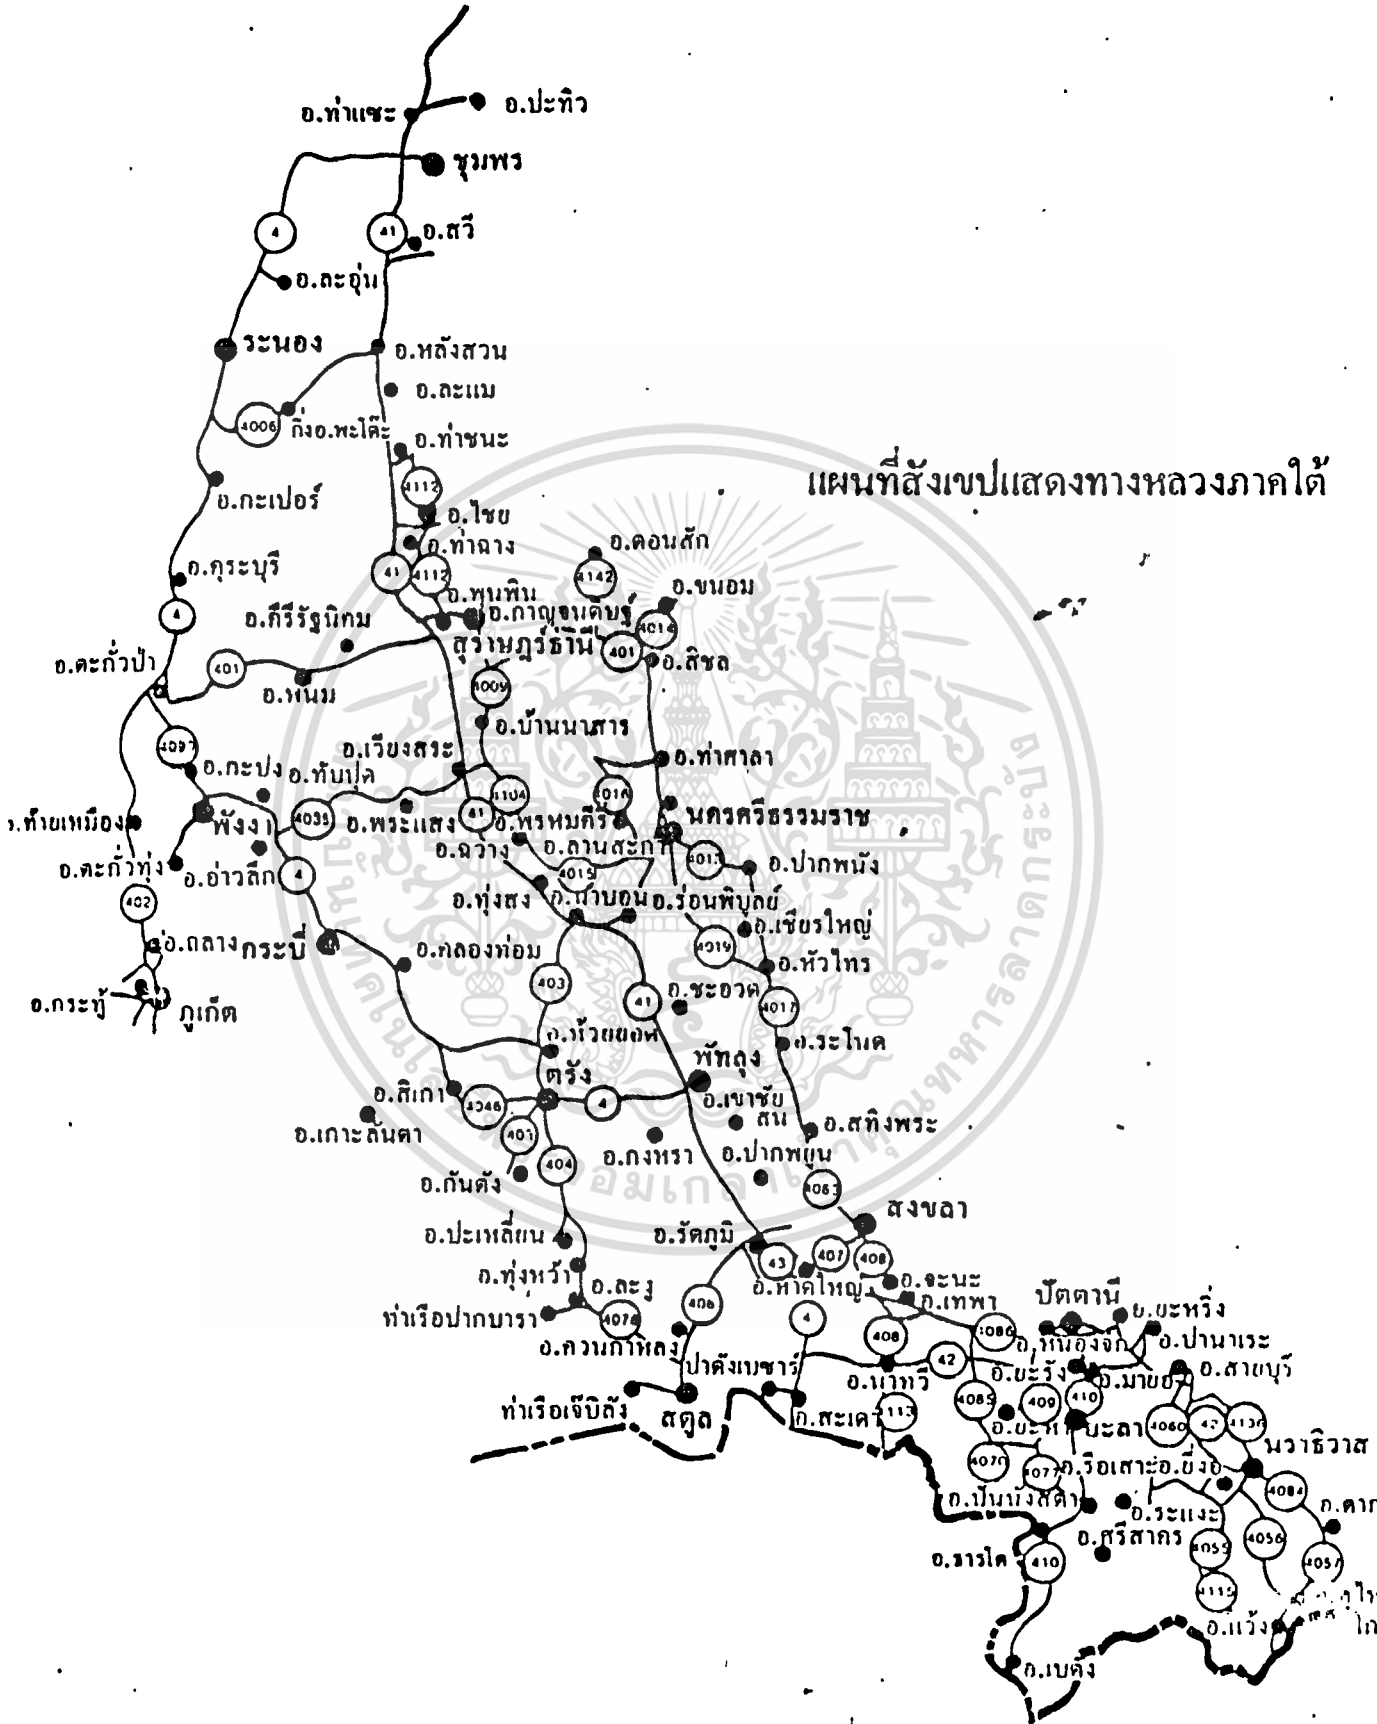 อ.ท่าแซะ
อ.ปะทิว
ชุมพร
4
41
อ.สวี
อ.ละอุ่น
ระนอง
อ.หลังสวน
อ.ละแม
4006
กิ่งอ.พะโต๊ะ
อ.ท่าชนะ
แผนที่สังเขปแสดงทางหลวงภาคใต้
4112
อ.กะเปอร์
อ.ไชย
อ.ท่าฉาง
อ.ดอนสัก
41
4112
4142
อ.คุระบุรี
อ.พุนพิน
อ.ขนอม
4
อ.คีรีรัฐนิคม
อ.กาญจนดิษฐ์
4014
สุราษฎร์ธานี
401
อ.สิชล
อ.ตะกั่วป่า
401
อ.พนม
4009
อ.บ้านนาสาร
4097
อ.เวียงสระ
อ.ท่าศาลา
อ.กะปง
อ.ทับปุด
4035
อ.พระแสง
41
4016
นครศรีธรรมราช
อ.ท้ายเหมือง
พังงา
อ.พรหมคีรี
อ.ฉวาง
อ.ลานสะกา
4015
4013
อ.ปากพนัง
อ.ตะกั่วทุ่ง
อ.อ่าวลึก
4
อ.ทุ่งสง
อ.นาบอน
อ.ร่อนพิบูลย์
402
อ.เชียรใหญ่
4019
อ.ถลาง
กระบี่
อ.คลองท่อม
อ.หัวไทร
403
41
อ.ชะอวด
4017
อ.กระทู้
ภูเก็ต
อ.ห้วยยอด
อ.ระโนด
พัทลุง
ตรัง
อ.สิเกา
4046
4
อ.เขาชัย
สน
อ.เกาะลันตา
403
อ.กงหรา
อ.ปากพยูน
อ.สทิงพระ
อ.กันตัง
404
4063
สงขลา
อ.ปะเหลี่ยน
อ.รัตภูมิ
43
407
408
อ.ทุ่งหว้า
อ.ละงู
อ.หาดใหญ่
อ.จะนะ
อ.เทพา
ปัตตานี
อ.ยะหริ่ง
ท่าเรือปากบารา
4078
406
4
408
4086
อ.หนองจิก
อ.ปานาเระ
อ.ควนกาหลง
42
อ.ยะรัง
อ.มายอ
อ.สายบุรี
ปาดังเบซาร์
อ.นาทวี
ท่าเรือเจ๊บิลัง
สตูล
อ.สะเดา
4113
4085
409
410
อ.ยะหา
ยะลา
4060
42
4136
นราธิวาส
4070
4077
อ.รือเสาะ
อ.ยี่งอ
4084
อ.บันนังสตา
อ.ระแงะ
อ.ตาก
อ.ศรีสาคร
4055
4056
4057
อ.ธารโต
410
4115
อ.แว้ง
อ.เบตง